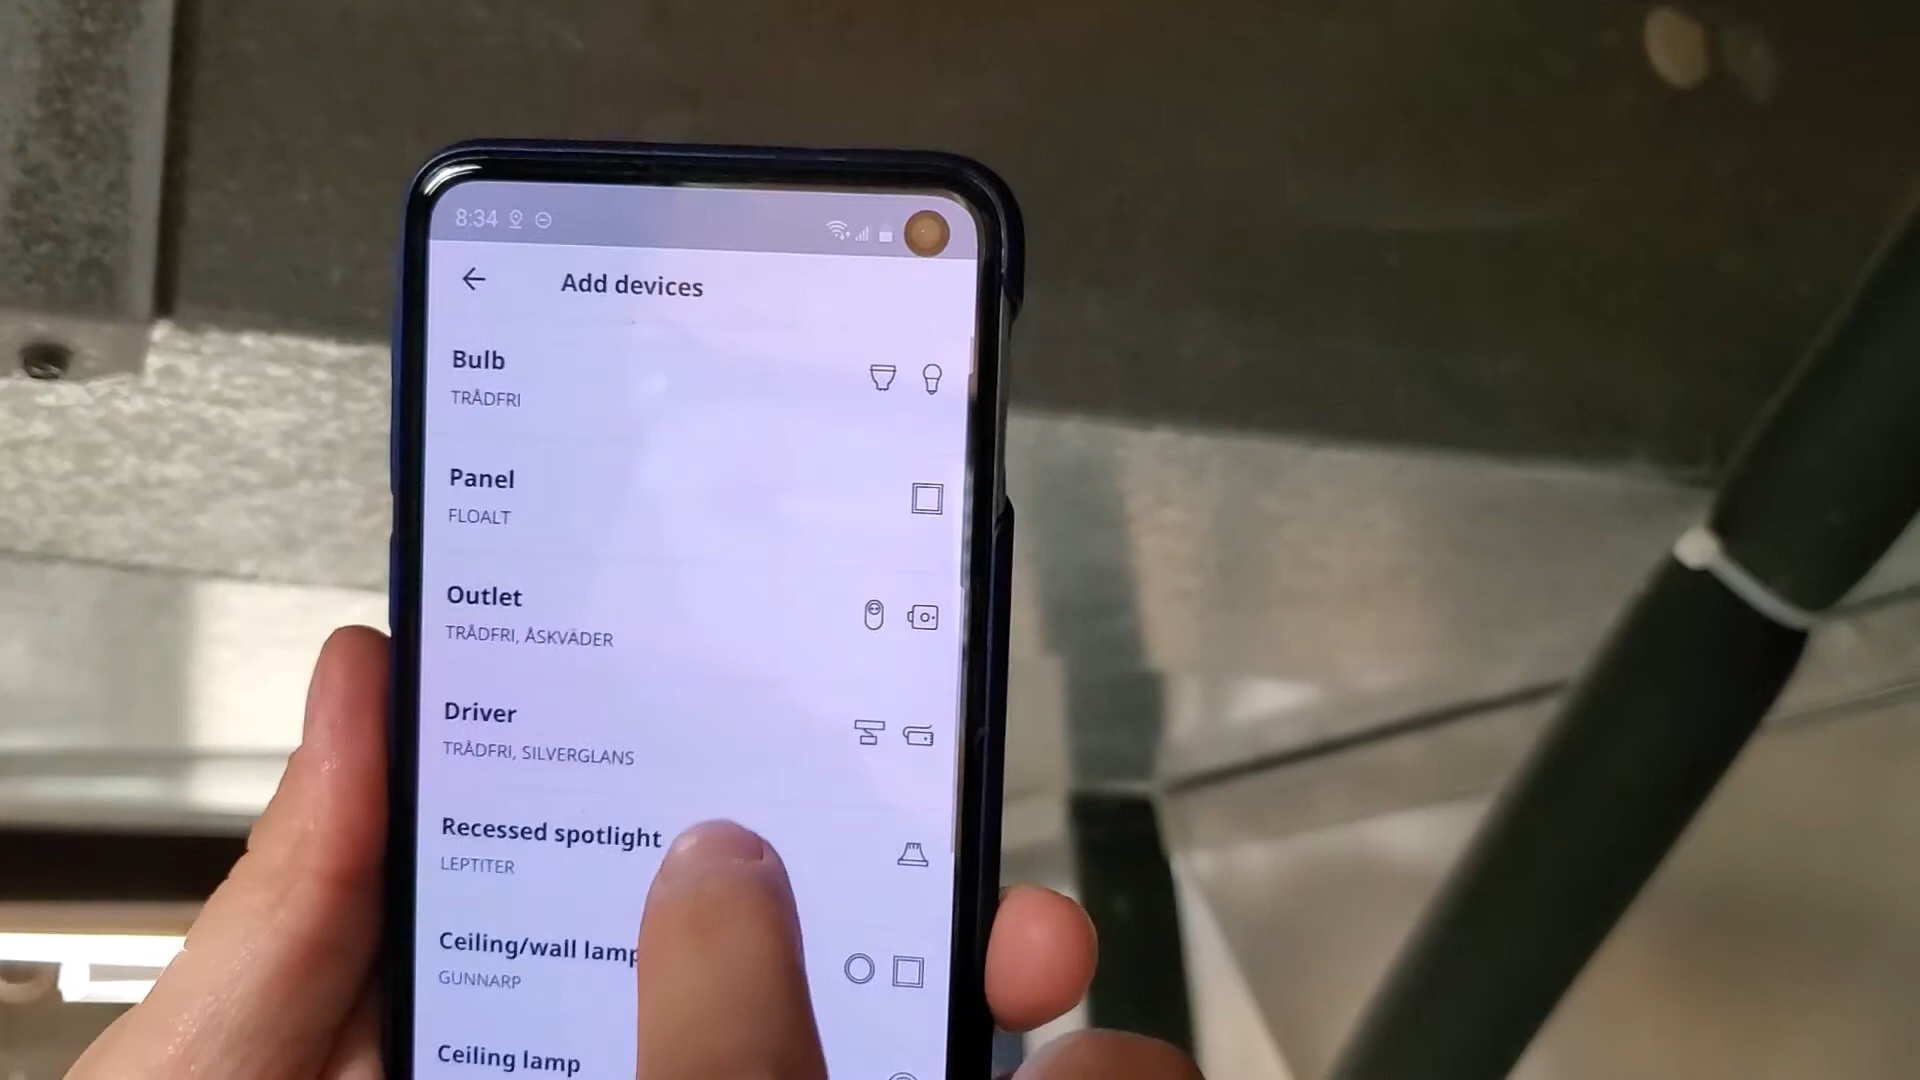 8:34
Add devices
Bulb
TRÅDFRI
Panel
FLOALT
Outlet
TRÅDFRI, ÅSKVÄDER
Driver
TRÅDFRI, SILVERGLANS
Recessed spotlight
LEPTITER
Ceiling/wall lamp
GUNNARP
Ceiling lamp